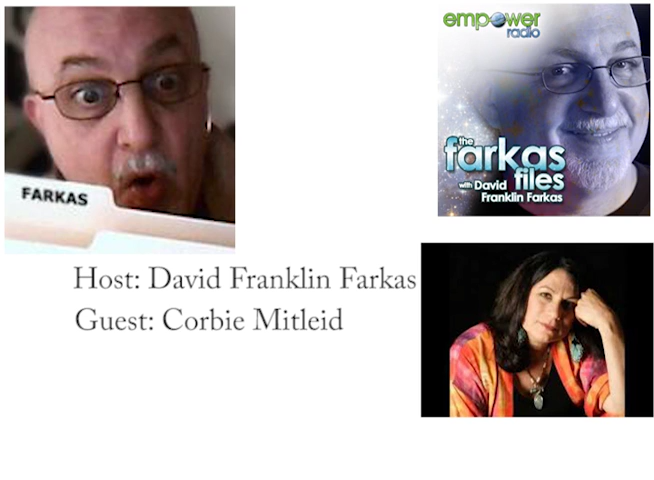 FARKAS
empower
radio
the
farkas
files
with David
Franklin Farkas
Host: David Franklin Farkas
Guest: Corbie Mitleid